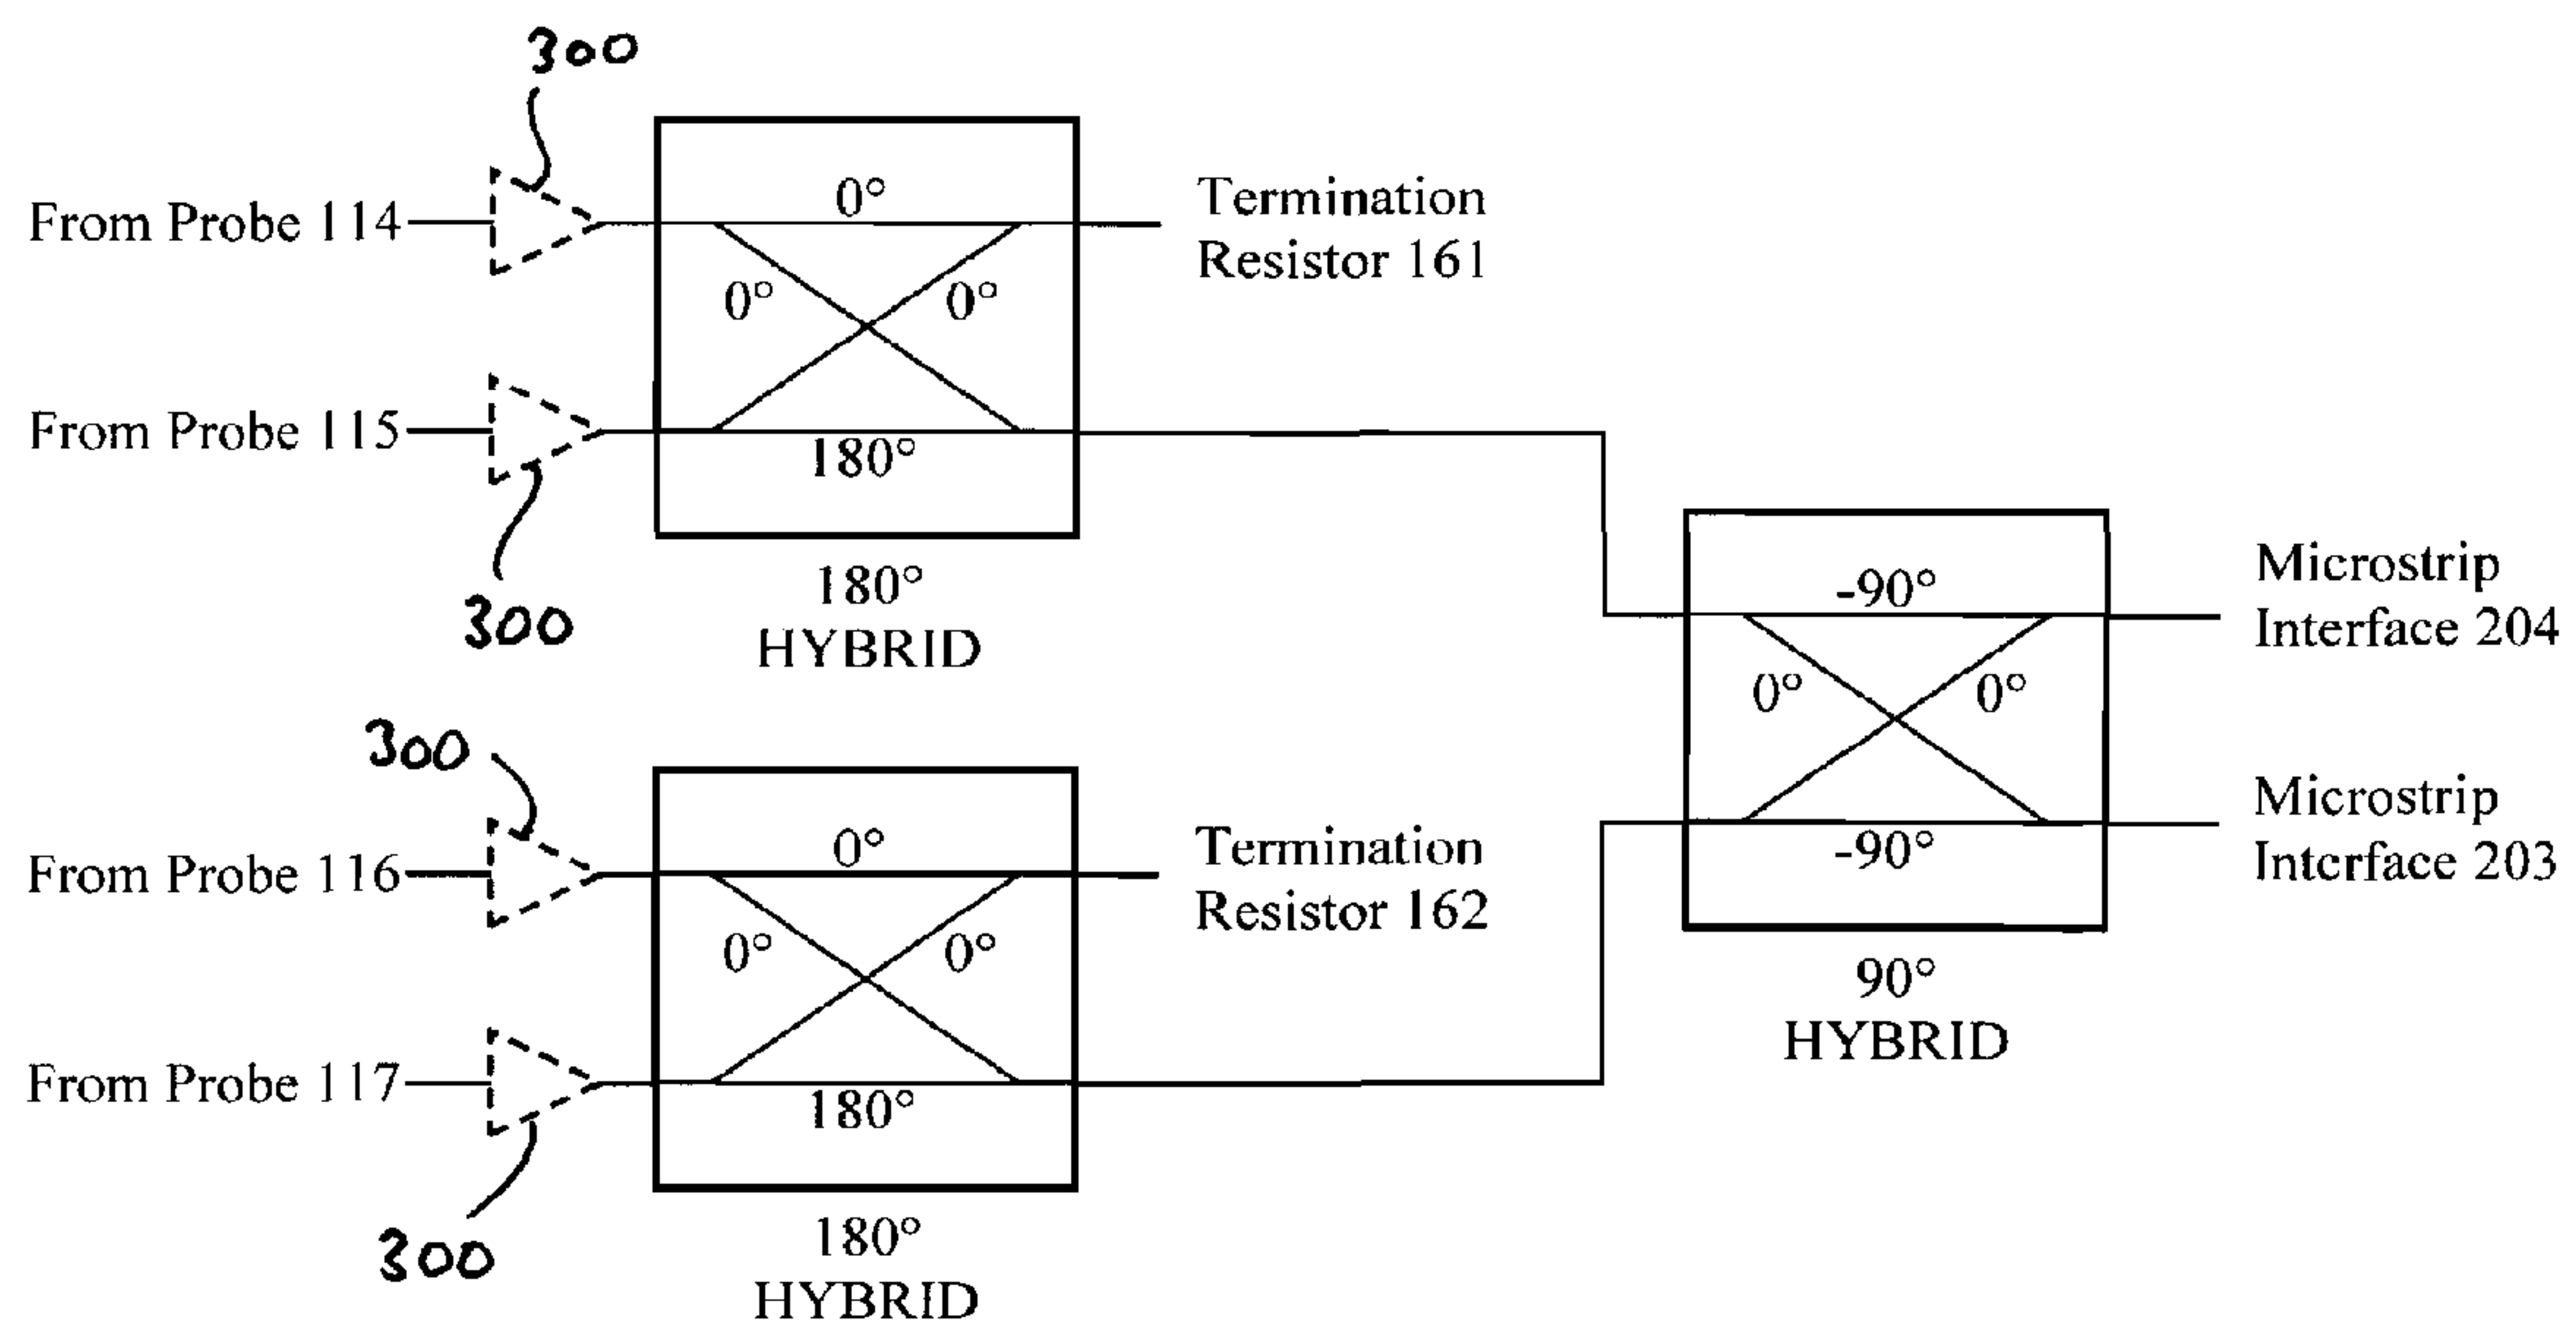 300
From Probe 114
0°
0°
0°
Termination
Resistor 161
From Probe 115
180°
300
180°
HYBRID
-90°
0°
0°
-90°
Microstrip
Interface 204
Microstrip
Interface 203
90°
HYBRID
300
From Probe 116
0°
0°
0°
Termination
Resistor 162
From Probe 117
180°
300
180°
HYBRID